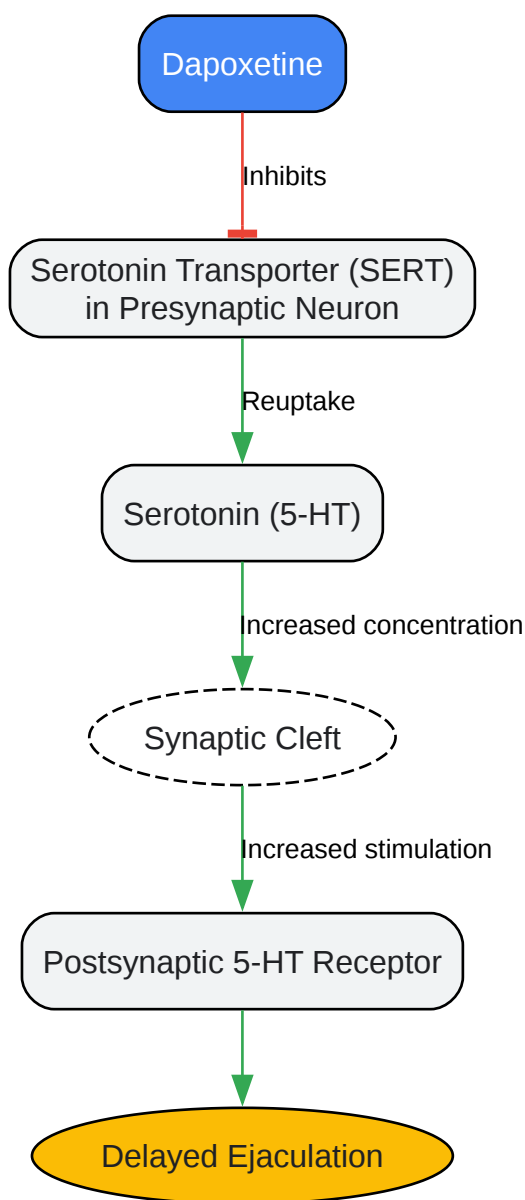 Dapoxetine
Inhibits
Serotonin Transporter (SERT)
in Presynaptic Neuron
Reuptake
Serotonin (5-HT)
Increased concentration
Synaptic Cleft
Increased stimulation
Postsynaptic 5-HT Receptor
Delayed Ejaculation